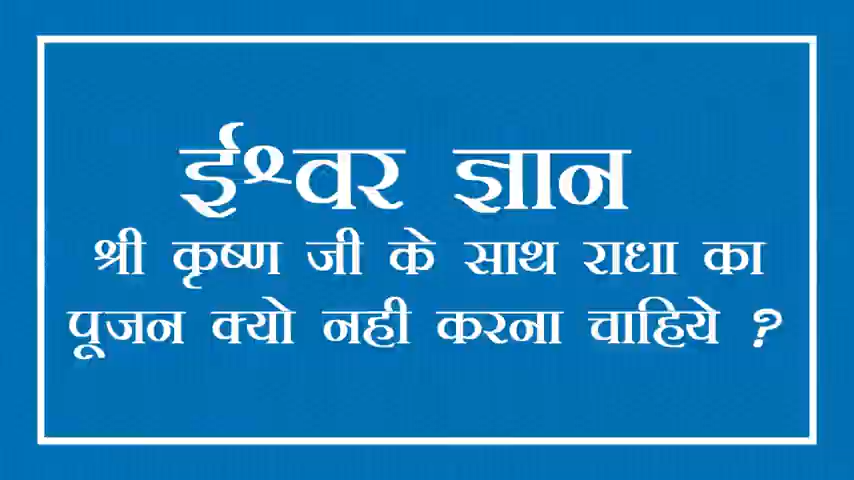 ईश्वर ज्ञान
श्री कृष्ण जी के साथ राधा का
पूजन क्यो नही करना चाहिये ?